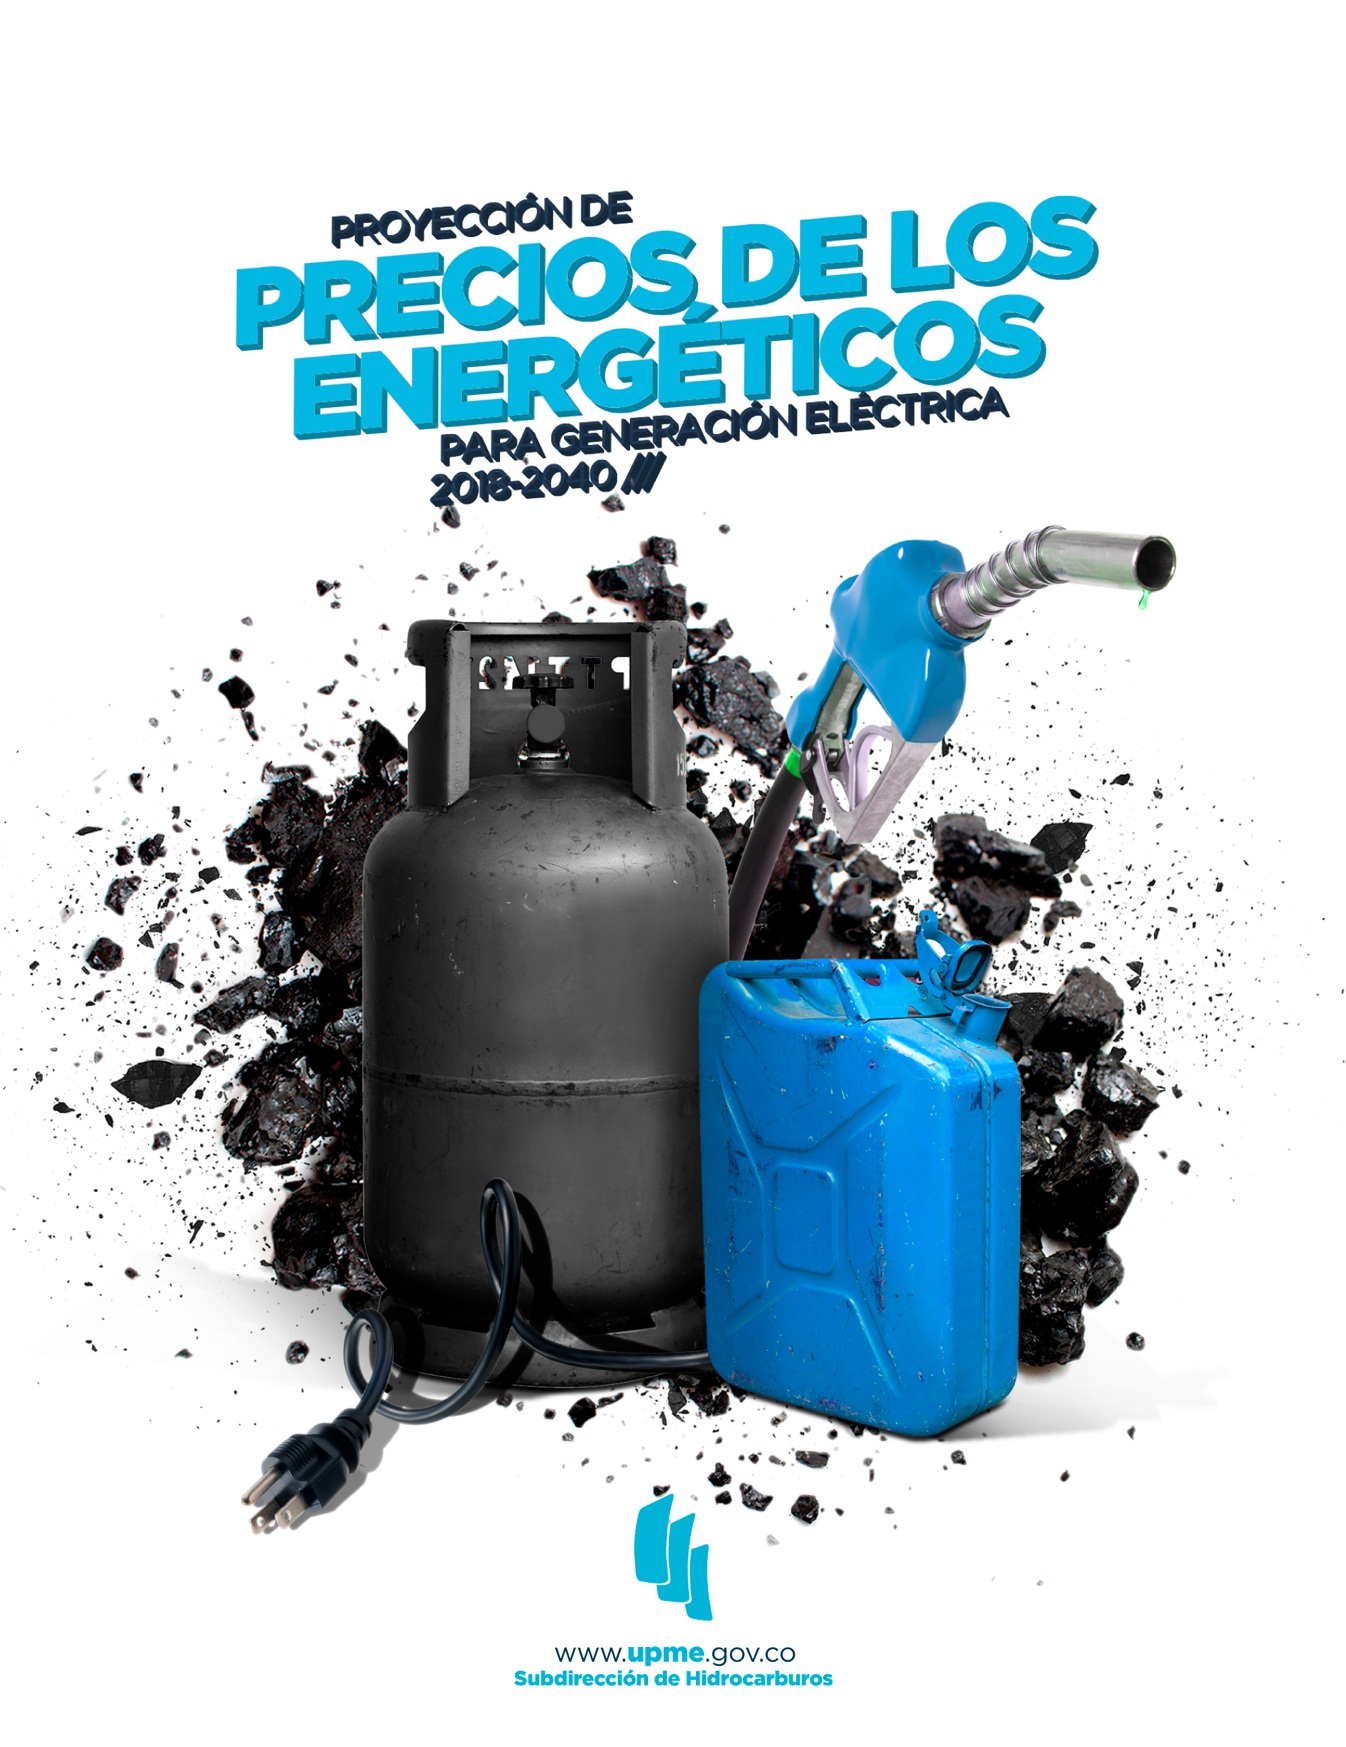 PROYECCIÓN DE
PRECIOS DE LOS
ENERGÉTICOS
PARA GENERACIÓN ELÉCTRICA
2018-2040
www.upme.gov.co
Subdirección de Hidrocarburos